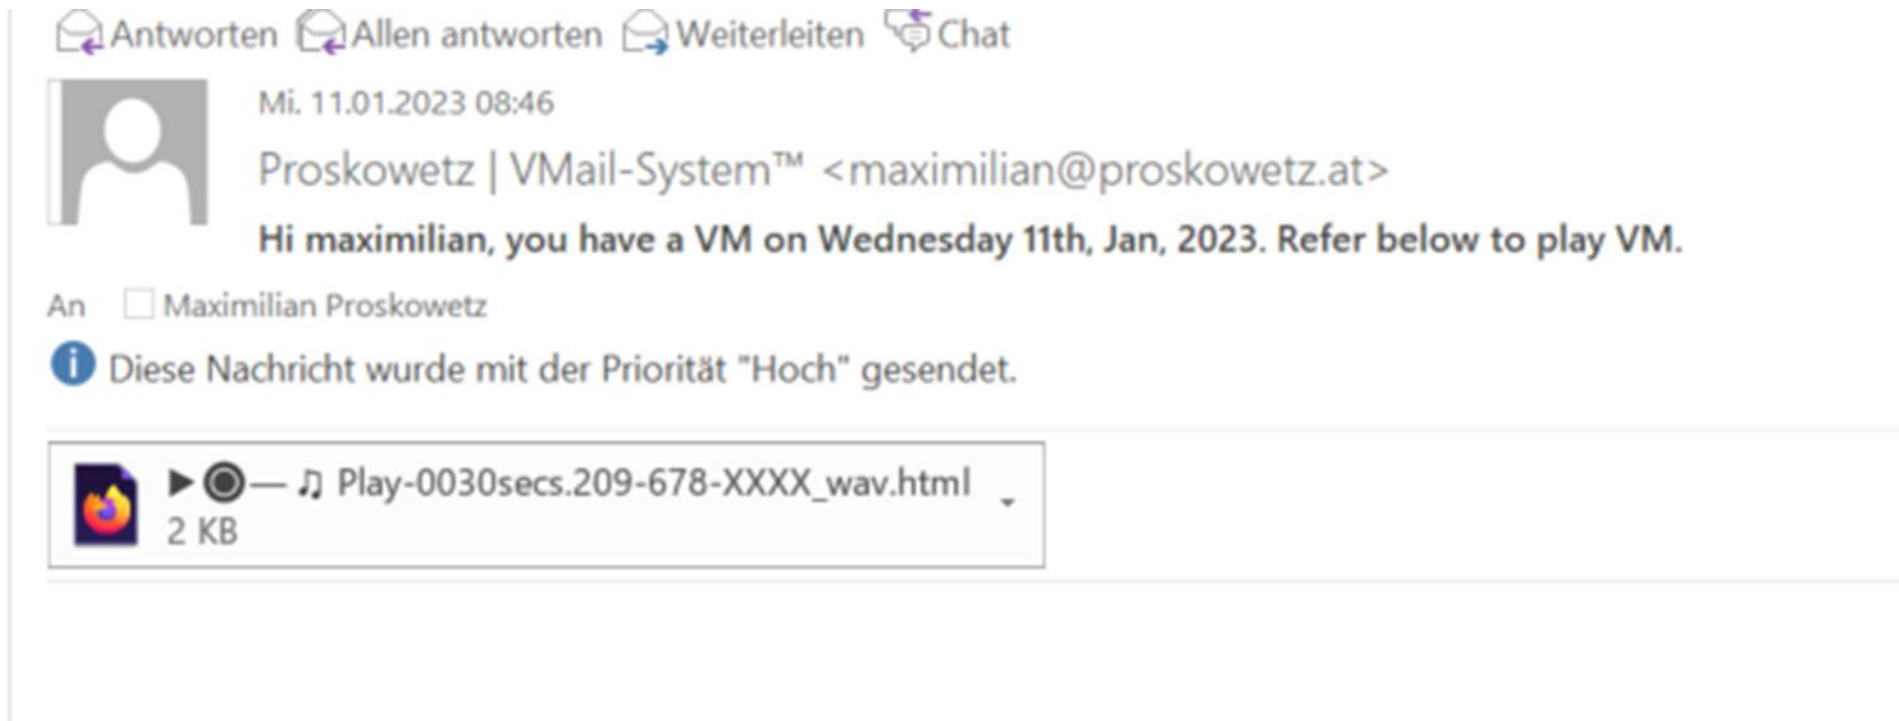 Antworten Allen antworten Weiterleiten Chat
Mi. 11.01.2023 08:46
Proskowetz | VMail-System™ <maximilian@proskowetz.at>
Hi maximilian, you have a VM on Wednesday 11th, Jan, 2023. Refer below to play VM.
An Maximilian Proskowetz
Diese Nachricht wurde mit der Priorität "Hoch" gesendet.
▶ ◉— ♫ Play-0030secs.209-678-XXXX_wav.html
2 KB